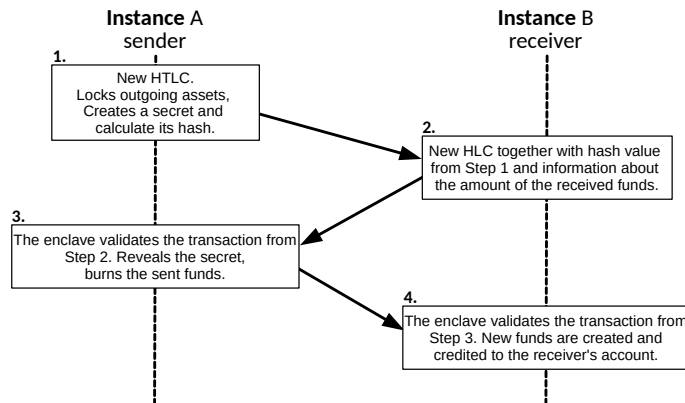 Instance A
sender
Instance B
receiver
1.
New HTLC.
Locks outgoing assets,
Creates a secret and
calculate its hash.
2.
New HLC together with hash value
from Step 1 and information about
the amount of the received funds.
3.
The enclave validates the transaction from
Step 2. Reveals the secret,
burns the sent funds.
4.
The enclave validates the transaction from
Step 3. New funds are created and
credited to the receiver's account.